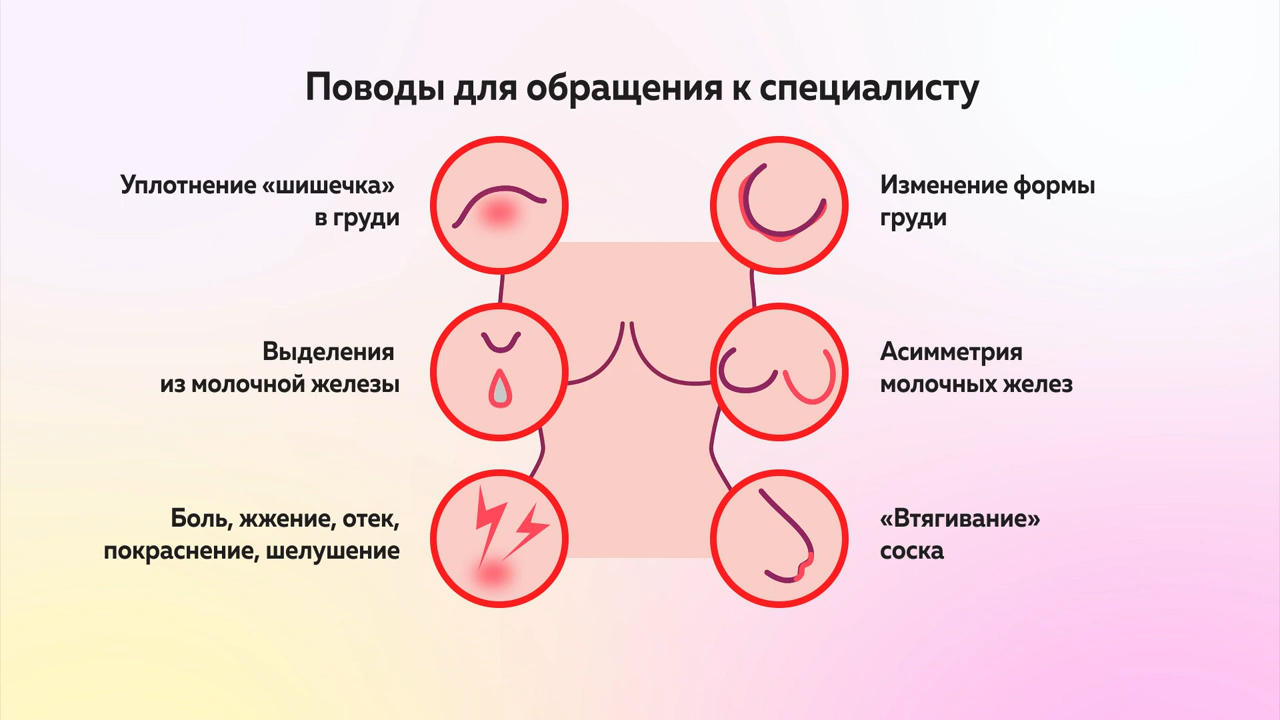 Поводы для обращения к специалисту
Уплотнение «шишечка»
в груди
Изменение формы
груди
Выделения
из молочной железы
Асимметрия
молочных желез
Боль, жжение, отек,
покраснение, шелушение
«Втягивание»
соска